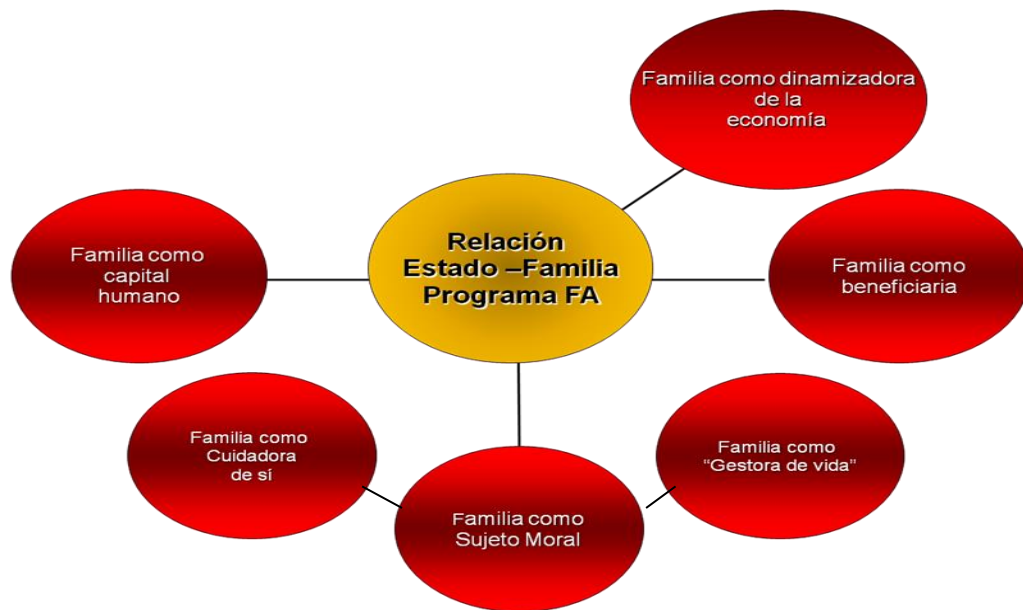 Familia como dinamizadora
de la
economía
Relación
Estado –Familia
Programa FA
Familia como
capital
humano
Familia como
beneficiaria
Familia como
Cuidadora
de sí
Familia como
“Gestora de vida”
Familia como
Sujeto Moral